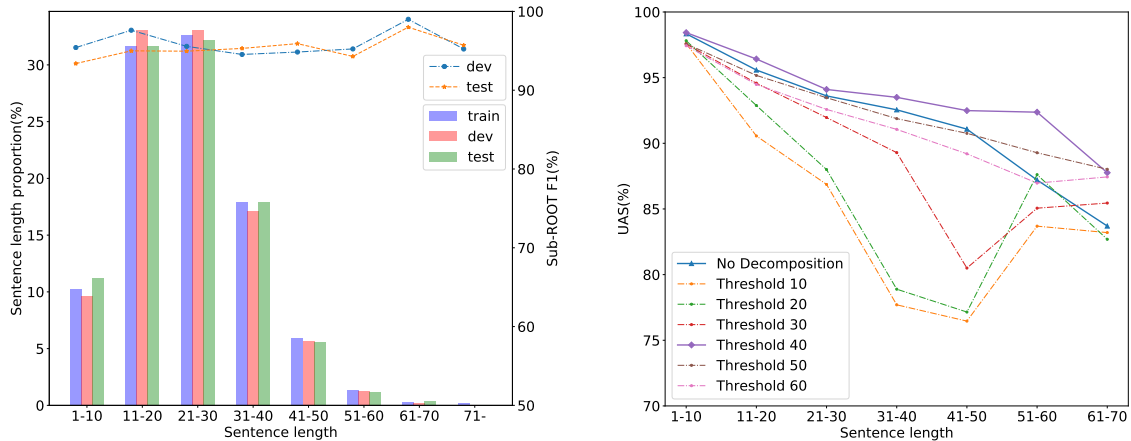 Sentence length proportion(%)
30
25
20
15
10
5
0
1-10 11-20 21-30 31-40 41-50 51-60 61-70 71-
Sentence length
100
90
80
70
60
50
Sub-ROOT F1(%)
dev
test
train
dev
test
UAS(%)
100
95
90
85
80
75
70
1-10 11-20 21-30 31-40 41-50 51-60 61-70
Sentence length
No Decomposition
Threshold 10
Threshold 20
Threshold 30
Threshold 40
Threshold 50
Threshold 60